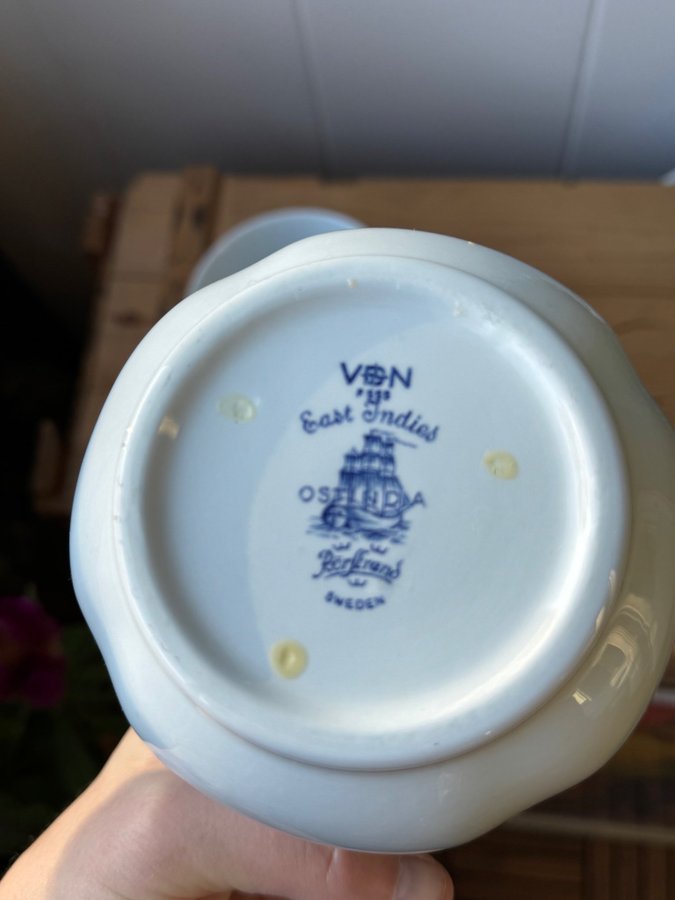 East Indies
OSTINDIA
Rörstrand
SWEDEN